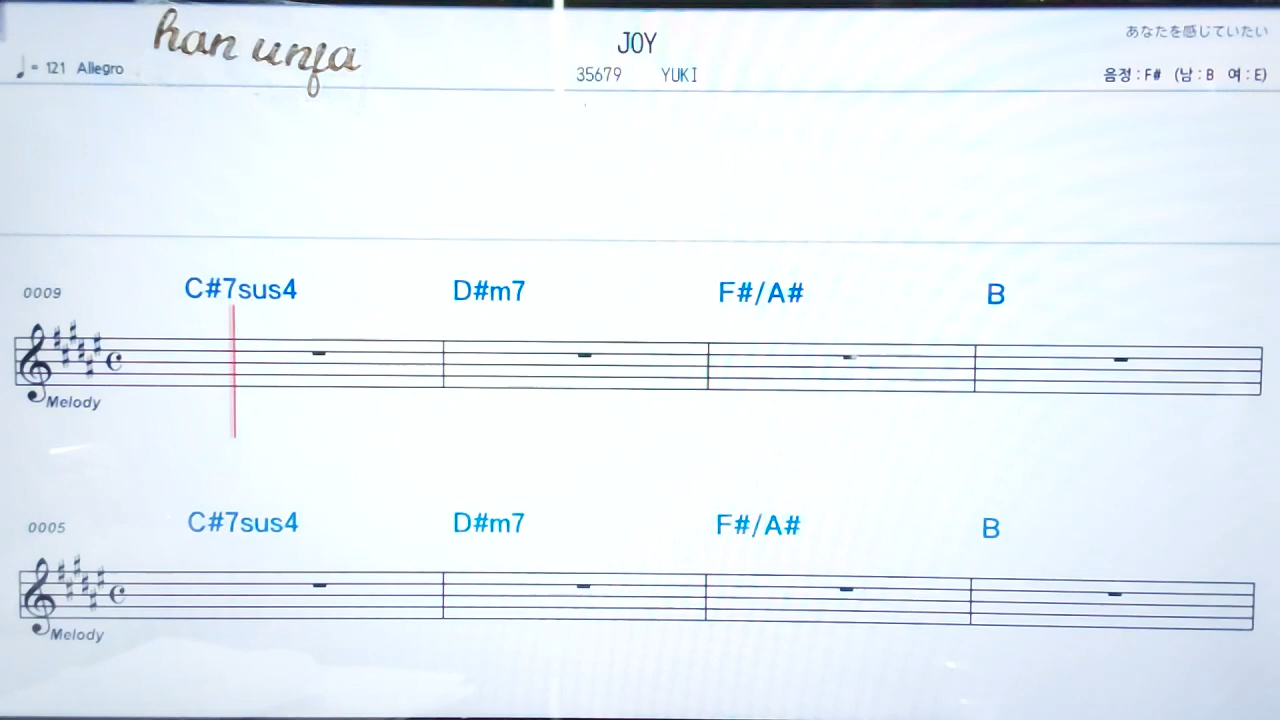 han unfa
JOY
あなたを感じていたい
♩= 121 Allegro
35679 YUKI
음정 : F# (남 : B 여 : E)
0009
C#7sus4 D#m7 F#/A# B
Melody
0005
C#7sus4 D#m7 F#/A# B
Melody